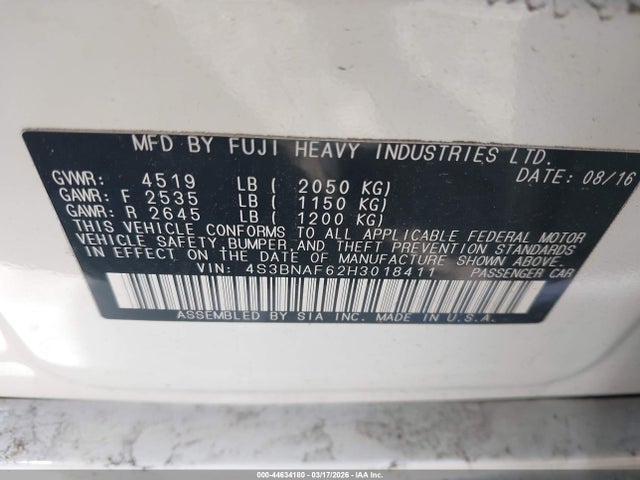 MFD BY FUJI HEAVY INDUSTRIES LTD.
DATE: 08/16
GVWR: 4519 LB ( 2050 KG)
GAWR: F 2535 LB ( 1150 KG)
GAWR: R 2645 LB ( 1200 KG)
THIS VEHICLE CONFORMS TO ALL APPLICABLE FEDERAL MOTOR
VEHICLE SAFETY, BUMPER, AND THEFT PREVENTION STANDARDS
IN EFFECT ON THE DATE OF MANUFACTURE SHOWN ABOVE.
VIN: 4S3BNAF62H3018411 PASSENGER CAR
ASSEMBLED BY SIA INC. MADE IN U.S.A.
000-44634180 | 03/17/2026 | IAA Inc.